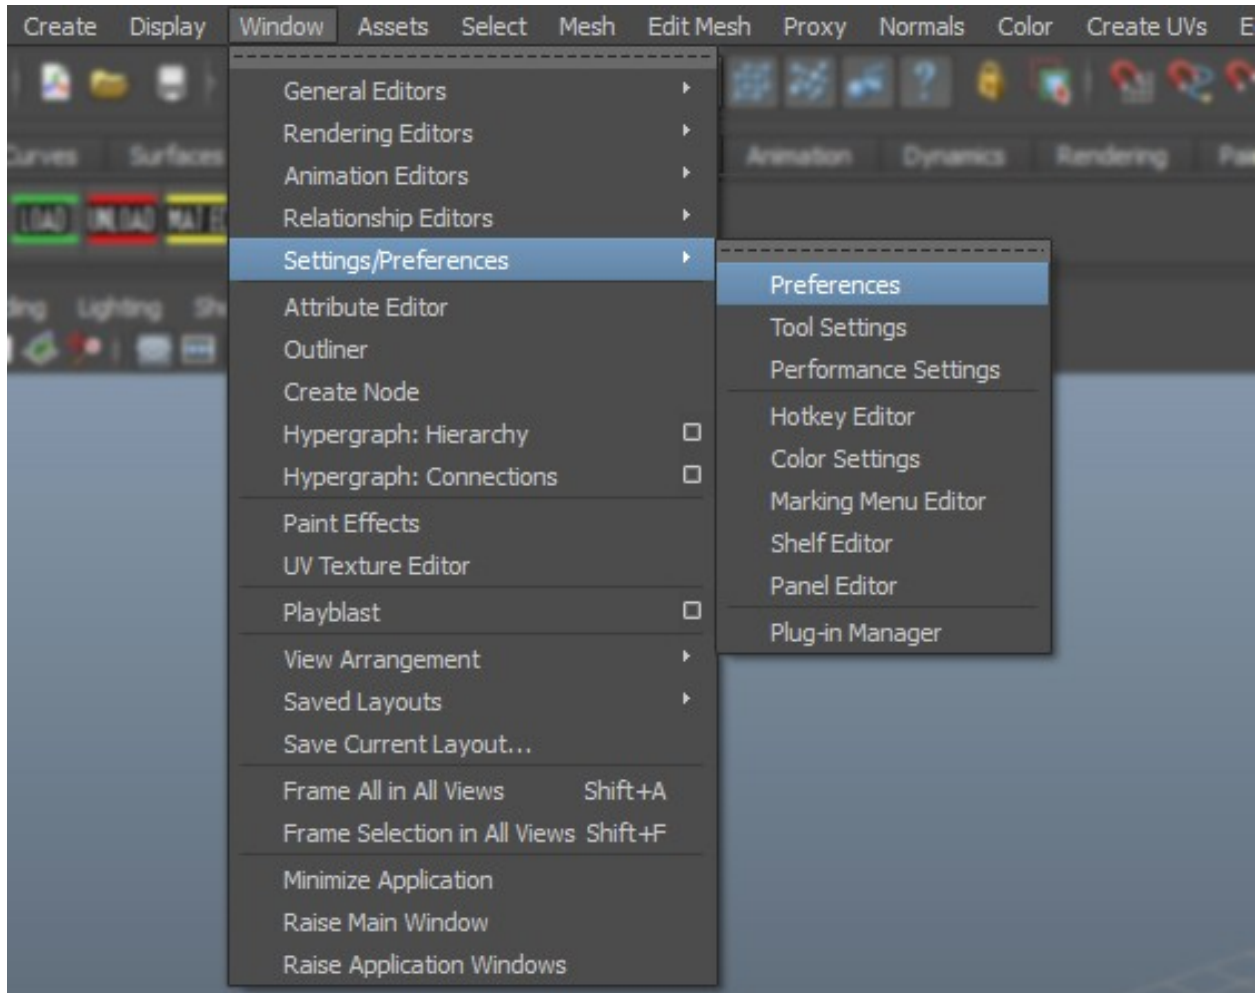 Create Display Window Assets Select Mesh Edit Mesh Proxy Normals Color Create UVs E
Curves Surfaces Animation Dynamics Rendering
LOAD UNLOAD MAT ED
Lighting
General Editors
Rendering Editors
Animation Editors
Relationship Editors
Settings/Preferences
Attribute Editor
Outliner
Create Node
Hypergraph: Hierarchy
Hypergraph: Connections
Paint Effects
UV Texture Editor
Playblast
View Arrangement
Saved Layouts
Save Current Layout...
Frame All in All Views Shift+A
Frame Selection in All Views Shift+F
Minimize Application
Raise Main Window
Raise Application Windows
Preferences
Tool Settings
Performance Settings
Hotkey Editor
Color Settings
Marking Menu Editor
Shelf Editor
Panel Editor
Plug-in Manager